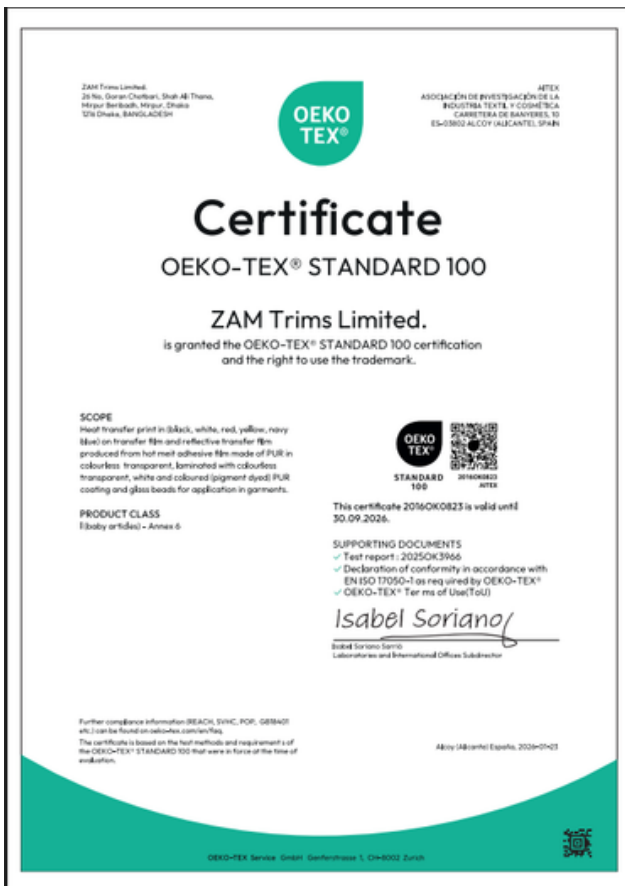 ZAM Trims Limited.
26 No, Goran Chatbari, Shah Ali Thana,
Mirpur Beribadh, Mirpur, Dhaka
1216 Dhaka, BANGLADESH
OEKO
TEX®
AITEX
ASOCIACIÓN DE INVESTIGACIÓN DE LA
INDUSTRIA TEXTIL Y COSMÉTICA
CARRETERA DE BANYERES, 10
ES-03802 ALCOY (ALICANTE), SPAIN
Certificate
OEKO-TEX® STANDARD 100
ZAM Trims Limited.
is granted the OEKO-TEX® STANDARD 100 certification
and the right to use the trademark.
SCOPE
Heat transfer print in (black, white, red, yellow, navy
blue) on transfer film and reflective transfer film
produced from hot melt adhesive film made of PUR in
colourless transparent, laminated with colourless
transparent, white and coloured (pigment dyed) PUR
coating and glass beads for application in garments.
PRODUCT CLASS
I (baby articles) - Annex 6
OEKO
TEX®
STANDARD
100
2016OK0823
AITEX
This certificate 2016OK0823 is valid until
30.09.2026.
SUPPORTING DOCUMENTS
✓ Test report : 2025OK3966
✓ Declaration of conformity in accordance with
EN ISO 17050-1 as req uired by OEKO-TEX®
✓ OEKO-TEX® Ter ms of Use(ToU)
Isabel Soriano
Isabel Soriano Sarrió
Laboratories and International Offices Subdirector
Further compliance information (REACH, SVHC, POP, GB18401
etc.) can be found on oeko-tex.com/en/faq.
The certificate is based on the test methods and requirement s of
the OEKO-TEX® STANDARD 100 that were in force at the time of
evaluation.
Alcoy (Alicante) España, 2026-01-23
OEKO-TEX Service GmbH Genferstrasse 1, CH-8002 Zurich